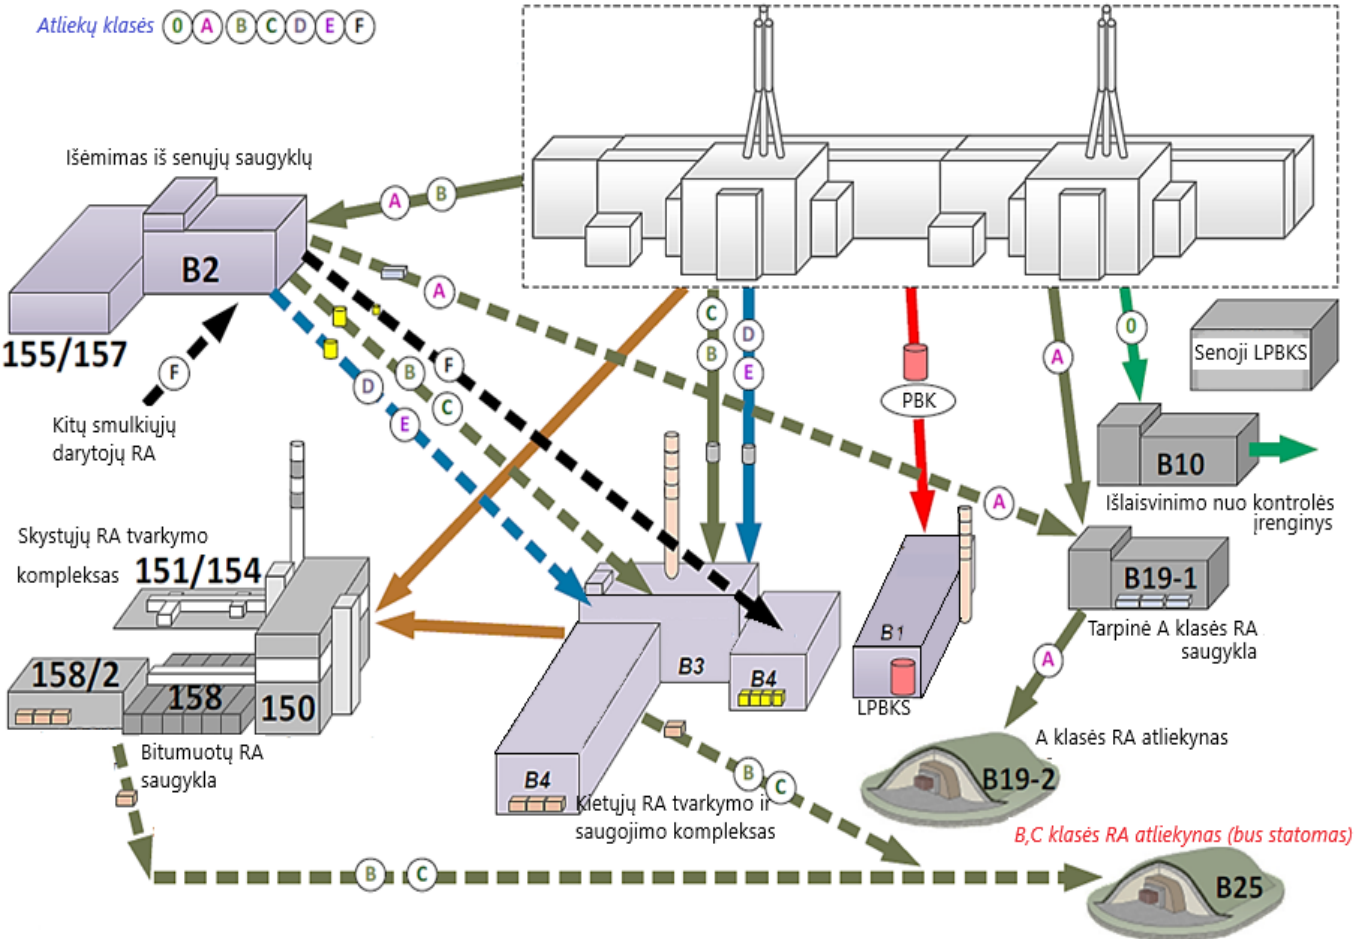 Atliekų klasės 0 A B C D E F
Išėmimas iš senųjų saugyklų
A B
B2
155/157
A
F
Kitų smulkiųjų
darytojų RA
D
E
B
C
F
C
B
D
E
PBK
A
0
Senoji LPBKS
B10
Išlaisvinimo nuo kontrolės
įrenginys
A
B19-1
Tarpinė A klasės RA
saugykla
A
A klasės RA atliekynas
B19-2
Skystųjų RA tvarkymo
kompleksas 151/154
158/2
158
150
Bitumuotų RA
saugykla
B3
B4
B4
B1
LPBKS
Kietųjų RA tvarkymo ir
saugojimo kompleksas
B
C
B,C klasės RA atliekynas (bus statomas)
B25
B C